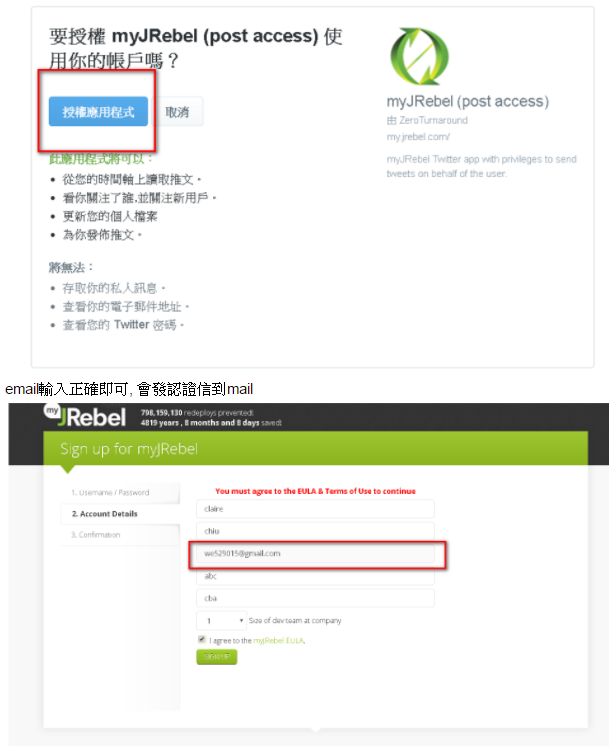 要授權 myJRebel (post access) 使
用你的帳戶嗎？
授權應用程式
取消
此應用程式將可以：
• 從您的時間軸上讀取推文。
• 看你關注了誰,並關注新用戶。
• 更新您的個人檔案
• 為你發佈推文。
將無法：
• 存取你的私人訊息。
• 查看你的電子郵件地址。
• 查看您的 Twitter 密碼。
myJRebel (post access)
由 ZeroTurnaround
my.jrebel.com/
myJRebel Twitter app with privileges to send
tweets on behalf of the user.
email輸入正確即可, 會發認證信到mail
my JRebel
798,159,130 redeploys prevented!
4819 years , 8 months and 8 days saved!
Sign up for myJRebel
1. Username / Password
2. Account Details
3. Confirmation
You must agree to the EULA & Terms of Use to continue
claire
chiu
we529015@gmail.com
abc
cba
1 Size of dev team at company
I agree to the myJRebel EULA.
SIGN UP